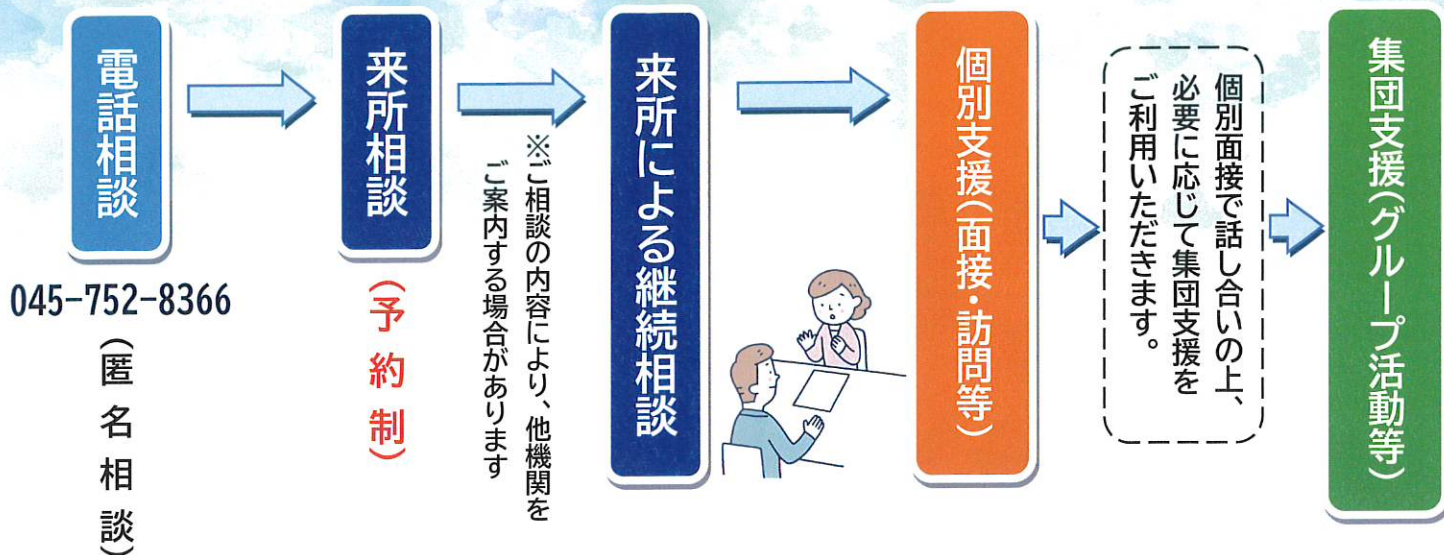 電話相談
045-752-8366
(匿名相談)
来所相談
(予約制)
※ご相談の内容により、他機関を
ご案内する場合があります
来所による継続相談
個別支援(面接・訪問等)
個別面接で話し合いの上、
必要に応じて集団支援を
ご利用いただきます。
集団支援(グループ活動等)